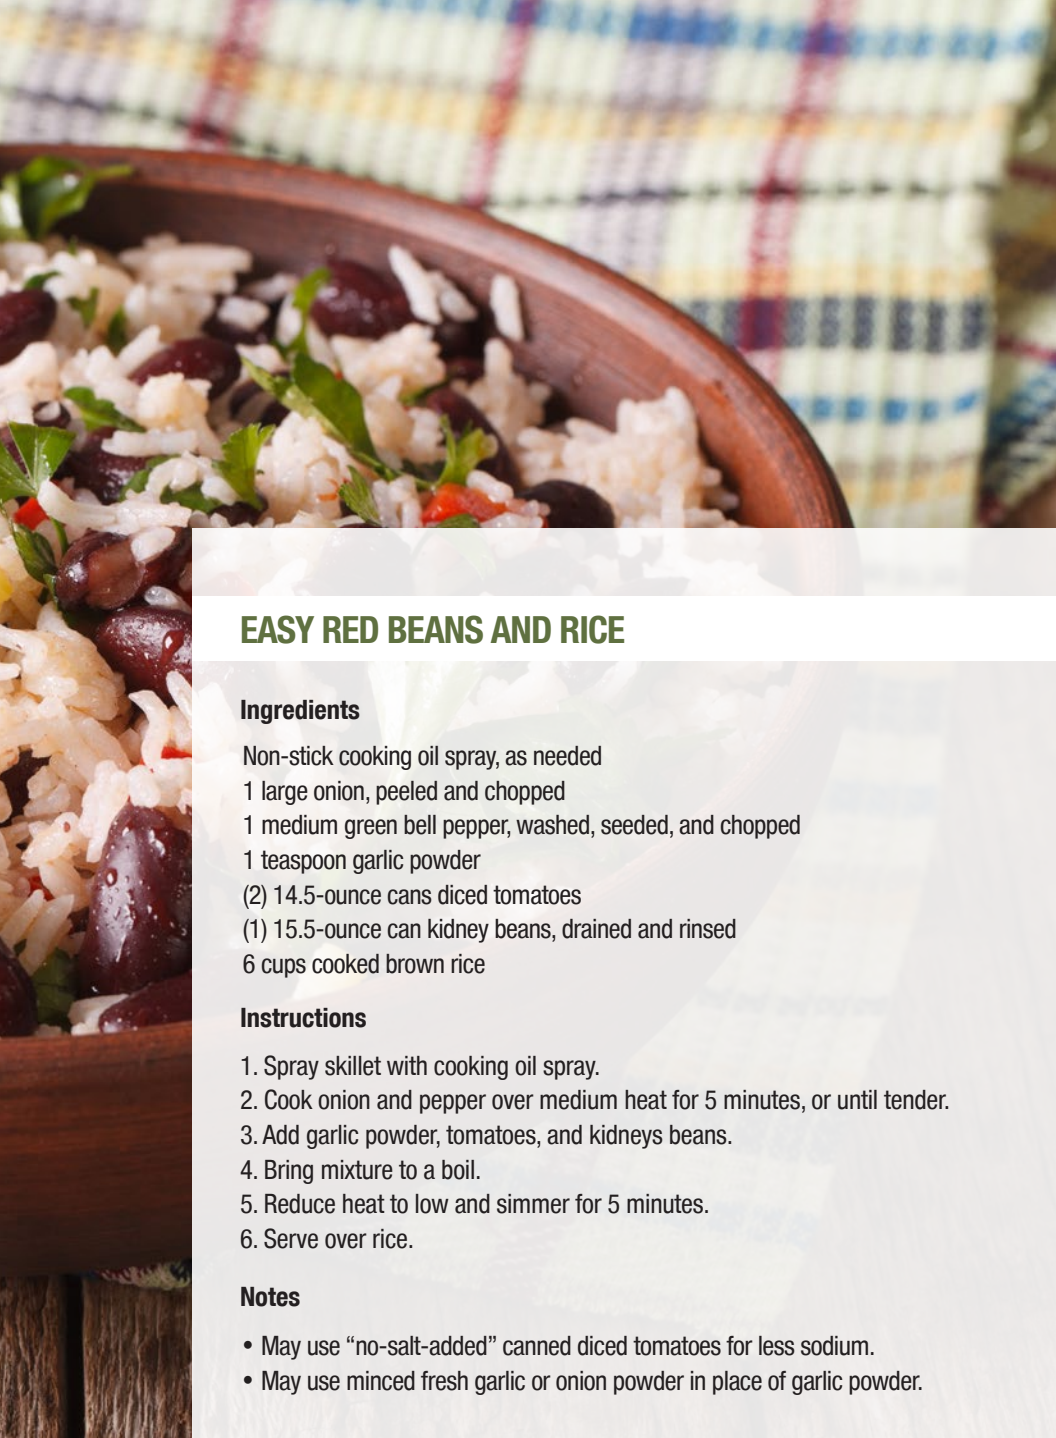 EASY RED BEANS AND RICE
Ingredients
Non-stick cooking oil spray, as needed
1 large onion, peeled and chopped
1 medium green bell pepper, washed, seeded, and chopped
1 teaspoon garlic powder
(2) 14.5-ounce cans diced tomatoes
(1) 15.5-ounce can kidney beans, drained and rinsed
6 cups cooked brown rice
Instructions
1. Spray skillet with cooking oil spray.
2. Cook onion and pepper over medium heat for 5 minutes, or until tender.
3. Add garlic powder, tomatoes, and kidneys beans.
4. Bring mixture to a boil.
5. Reduce heat to low and simmer for 5 minutes.
6. Serve over rice.
Notes
• May use “no-salt-added” canned diced tomatoes for less sodium.
• May use minced fresh garlic or onion powder in place of garlic powder.